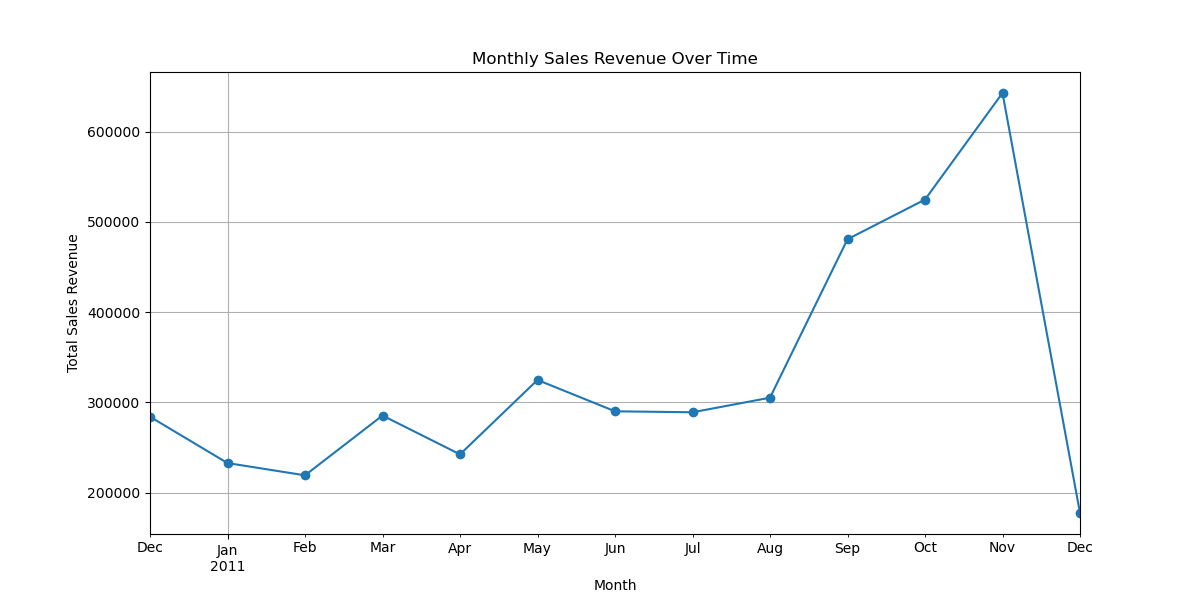 Monthly Sales Revenue Over Time
Total Sales Revenue
600000
500000
400000
300000
200000
Dec Jan Feb Mar Apr May Jun Jul Aug Sep Oct Nov Dec
2011
Month